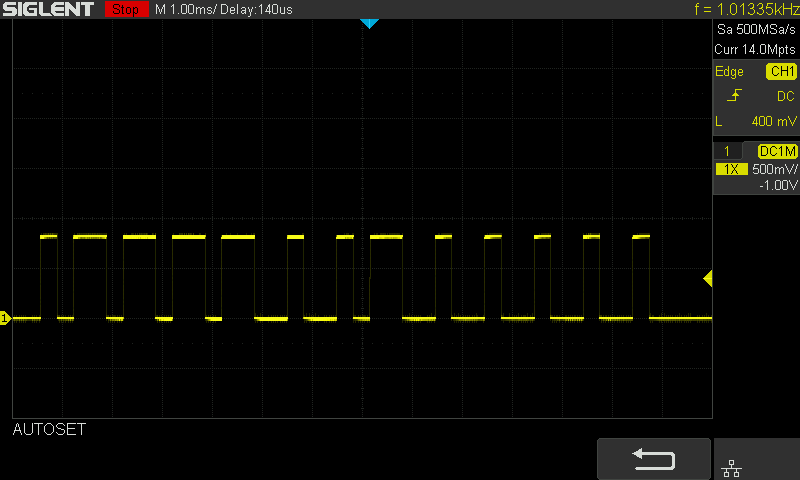 SIGLENT Stop M 1.00ms/ Delay:140us f = 1.01335kHz
Sa 500MSa/s
Curr 14.0Mpts
Edge CH1
DC
L 400 mV
1 DC1M
1X 500mV/
-1.00V
1
AUTOSET